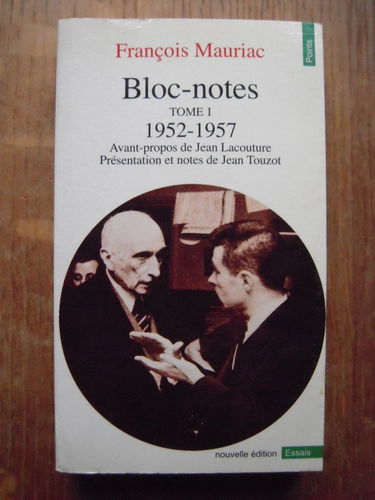 Points
François Mauriac
Bloc-notes
TOME I
1952-1957
Avant-propos de Jean Lacouture
Présentation et notes de Jean Touzot
nouvelle édition Essais